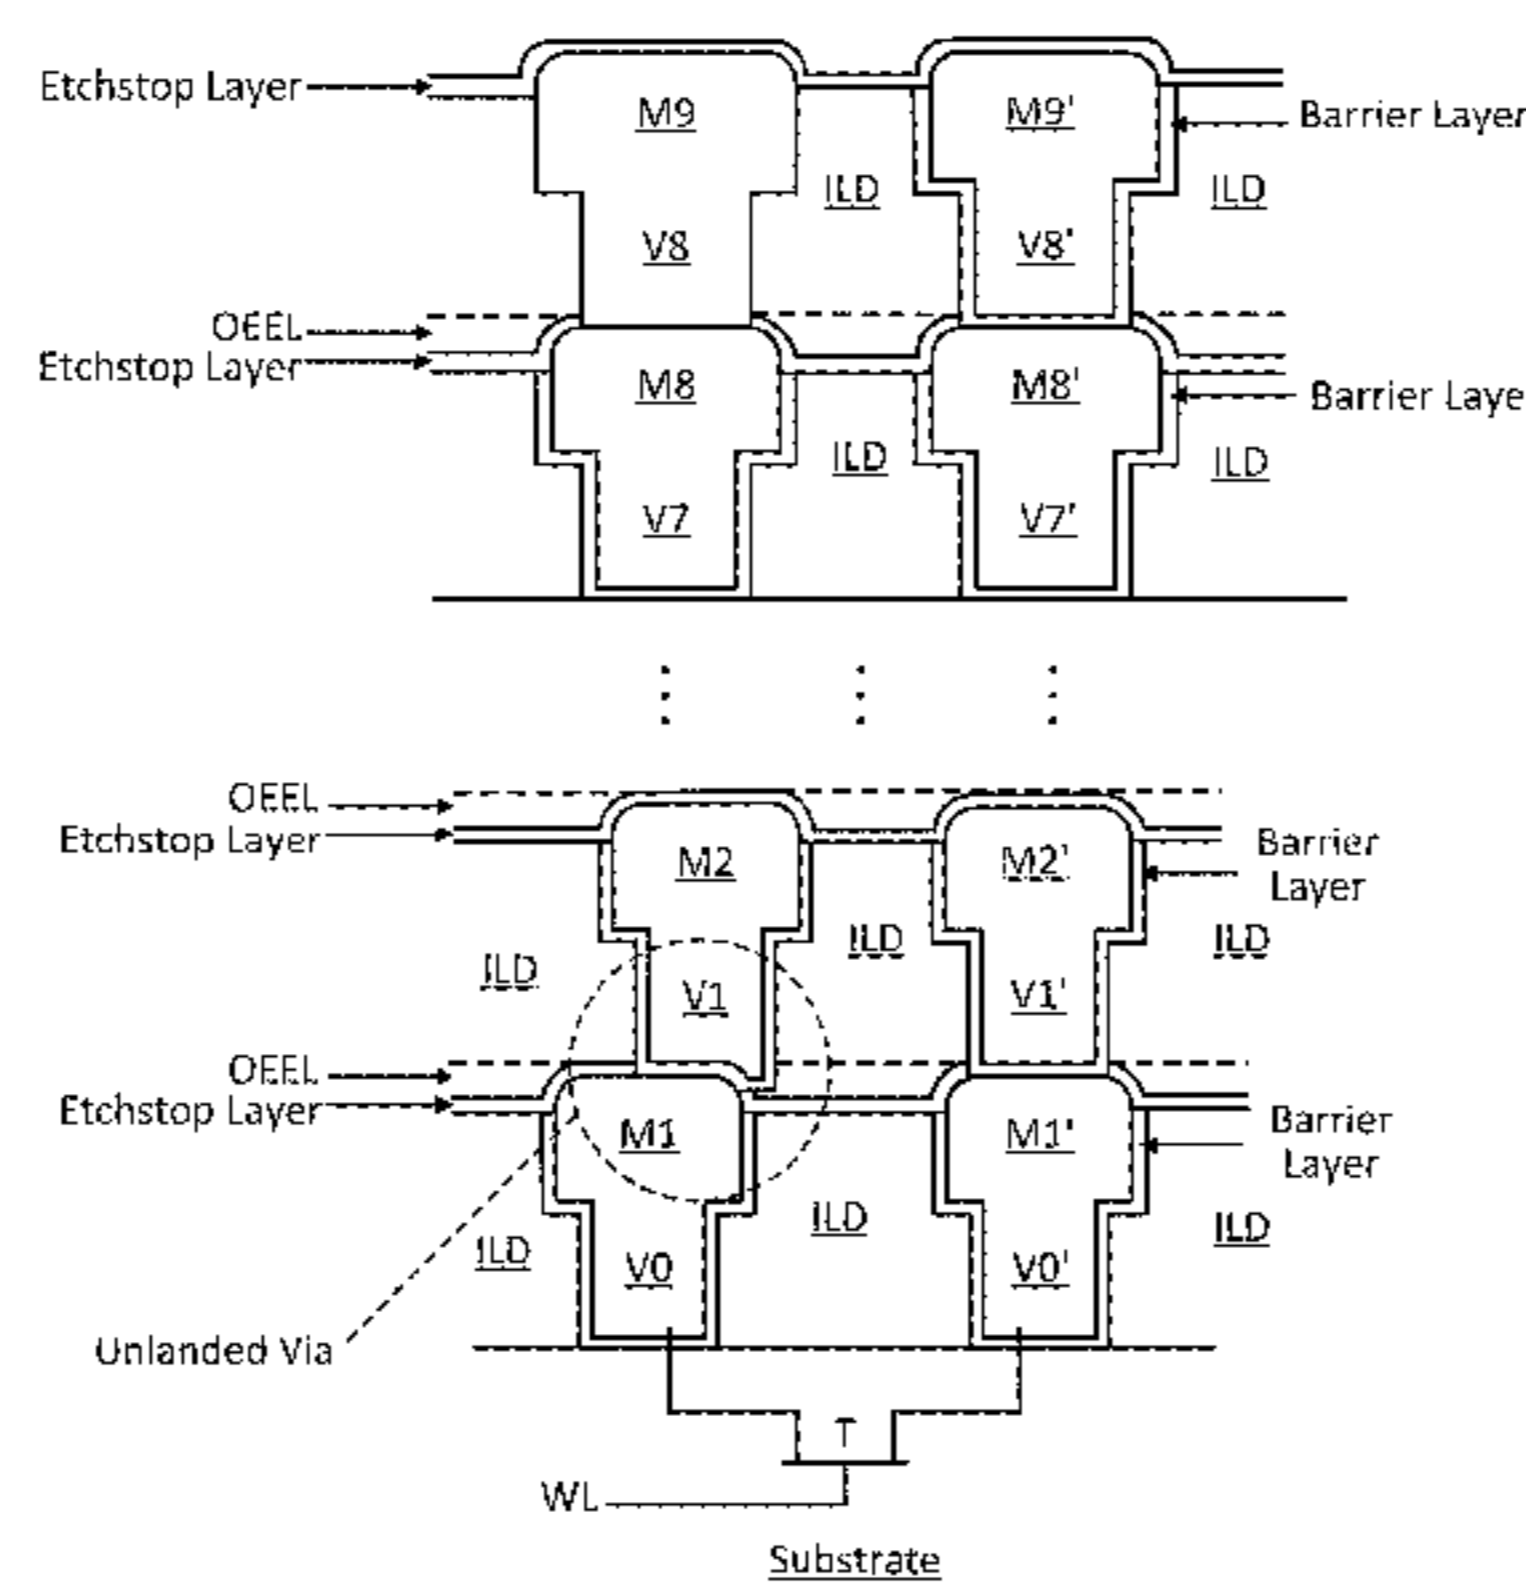 Etchstop Layer
M9
M9'
Barrier Layer
ILD
ILD
V8
V8'
OEEL
Etchstop Layer
M8
M8'
Barrier Laye
ILD
ILD
V7
V7'
OEEL
Etchstop Layer
M2
M2'
Barrier
Layer
ILD
ILD
ILD
V1
V1'
OEEL
Etchstop Layer
M1
M1'
Barrier
Layer
ILD
ILD
ILD
V0
V0'
Unlanded Via
T
WL
Substrate